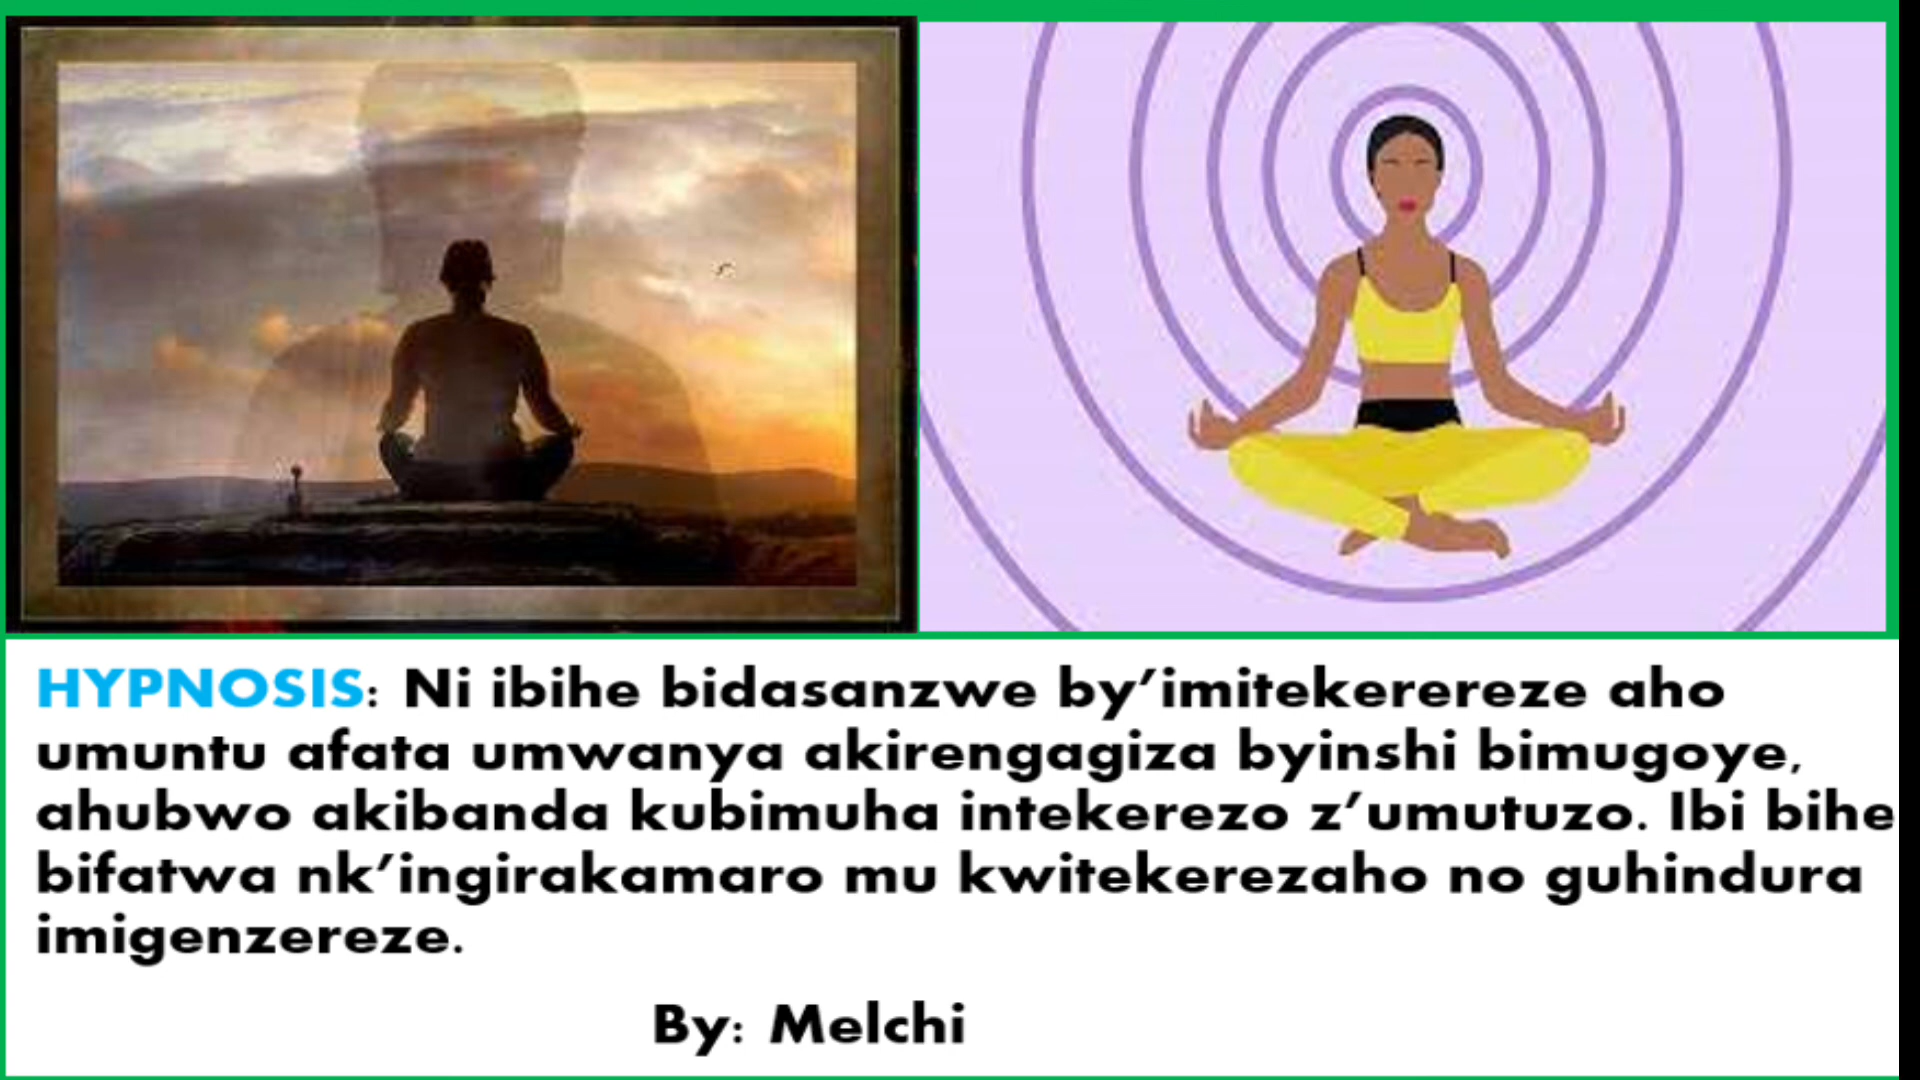 HYPNOSIS: Ni ibihe bidasanzwe by'imitekerereze aho
umuntu afata umwanya akirengagiza byinshi bimugoye,
ahubwo akibanda kubimuha intekerezo z'umutuzo. Ibi bihe
bifatwa nk'ingirakamaro mu kwitekerezaho no guhindura
imigenzereze.
By: Melchi